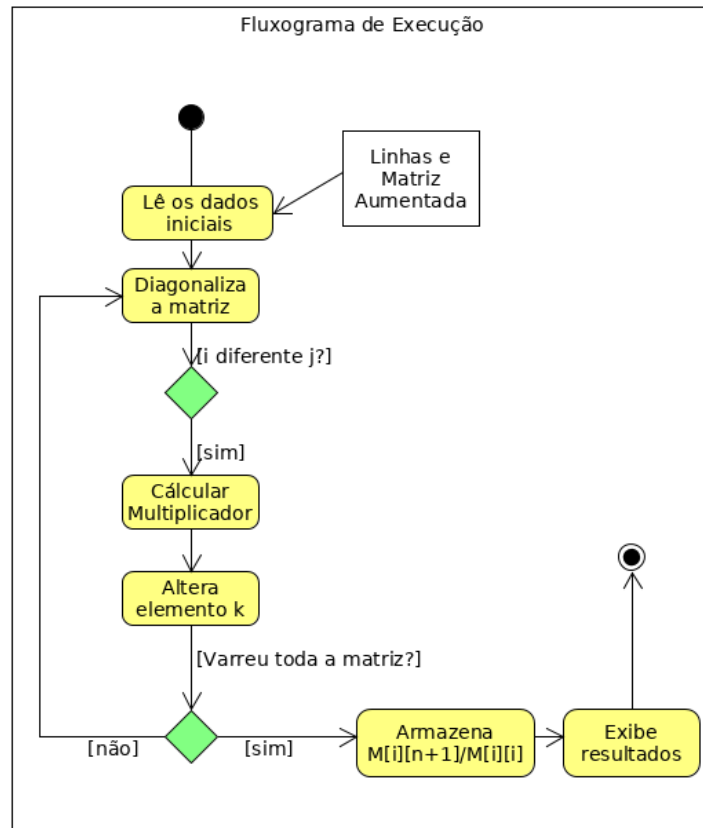 Fluxograma de Execução
Linhas e
Matriz
Aumentada
Lê os dados
iniciais
Diagonaliza
a matriz
[i diferente j?]
[sim]
Cálcular
Multiplicador
Altera
elemento k
[Varreu toda a matriz?]
[não]
[sim]
Armazena
M[i][n+1]/M[i][i]
Exibe
resultados